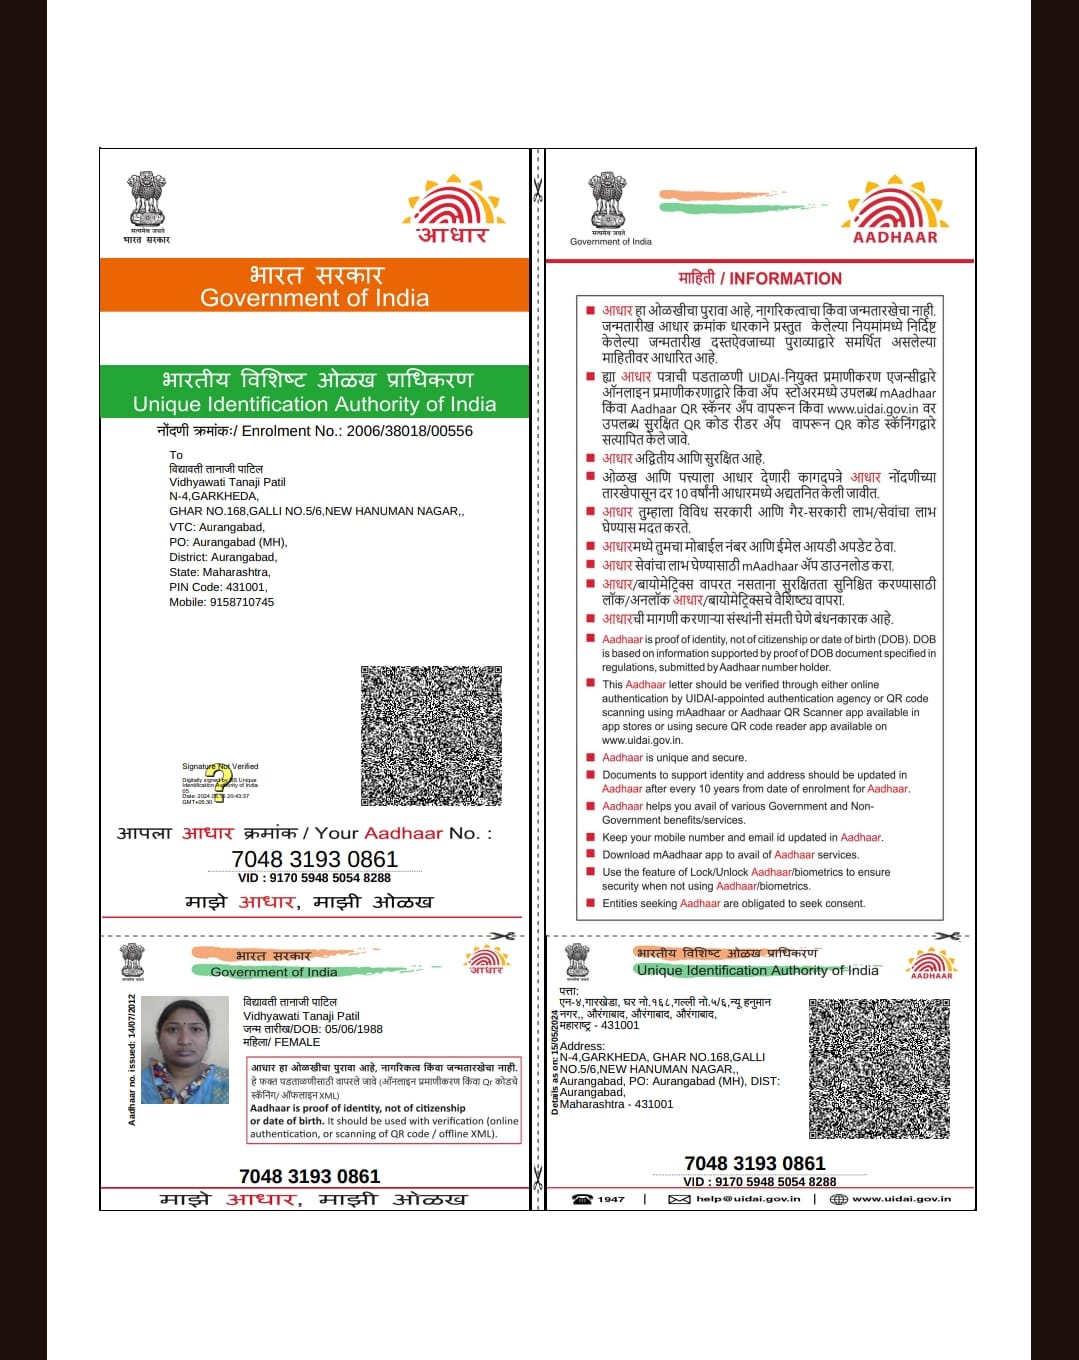 सत्यमेव जयते
भारत सरकार
आधार
भारत सरकार
Government of India
भारतीय विशिष्ट ओळख प्राधिकरण
Unique Identification Authority of India
नोंदणी क्रमांकः/ Enrolment No.: 2006/38018/00556
To
विद्यावती तानाजी पाटिल
Vidhyawati Tanaji Patil
N-4,GARKHEDA,
GHAR NO.168,GALLI NO.5/6,NEW HANUMAN NAGAR,,
VTC: Aurangabad,
PO: Aurangabad (MH),
District: Aurangabad,
State: Maharashtra,
PIN Code: 431001,
Mobile: 9158710745
Signature Not Verified
Digitally signed by DS Unique
Identification Authority of India
05
Date: 2024. 20:43:37
GMT+05:30
आपला आधार क्रमांक / Your Aadhaar No. :
7048 3193 0861
VID : 9170 5948 5054 8288
माझे आधार, माझी ओळख
सत्यमेव जयते
Government of India
AADHAAR
माहिती / INFORMATION
आधार हा ओळखीचा पुरावा आहे, नागरिकत्वाचा किंवा जन्मतारखेचा नाही.
जन्मतारीख आधार क्रमांक धारकाने प्रस्तुत केलेल्या नियमांमध्ये निर्दिष्ट
केलेल्या जन्मतारीख दस्तऐवजाच्या पुराव्याद्वारे समर्थित असलेल्या
माहितीवर आधारित आहे.
ह्या आधार पत्राची पडताळणी UIDAI-नियुक्त प्रमाणीकरण एजन्सीद्वारे
ऑनलाइन प्रमाणीकरणाद्वारे किंवा अ‍ॅप स्टोअरमध्ये उपलब्ध mAadhaar
किंवा Aadhaar QR स्कॅनर अ‍ॅप वापरून किंवा www.uidai.gov.in वर
उपलब्ध सुरक्षित QR कोड रीडर अ‍ॅप वापरून QR कोड स्कॅनिंगद्वारे
सत्यापित केले जावे.
आधार अद्वितीय आणि सुरक्षित आहे.
ओळख आणि पत्त्याला आधार देणारी कागदपत्रे आधार नोंदणीच्या
तारखेपासून दर 10 वर्षांनी आधारमध्ये अद्यतनित केली जावीत.
आधार तुम्हाला विविध सरकारी आणि गैर-सरकारी लाभ/सेवांचा लाभ
घेण्यास मदत करते.
आधारमध्ये तुमचा मोबाईल नंबर आणि ईमेल आयडी अपडेट ठेवा.
आधार सेवांचा लाभ घेण्यासाठी mAadhaar अ‍ॅप डाउनलोड करा.
आधार/बायोमेट्रिक्स वापरत नसताना सुरक्षितता सुनिश्चित करण्यासाठी
लॉक/अनलॉक आधार/बायोमेट्रिक्सचे वैशिष्ट्य वापरा.
आधारची मागणी करणाऱ्या संस्थांनी संमती घेणे बंधनकारक आहे.
Aadhaar is proof of identity, not of citizenship or date of birth (DOB). DOB
is based on information supported by proof of DOB document specified in
regulations, submitted by Aadhaar number holder.
This Aadhaar letter should be verified through either online
authentication by UIDAI-appointed authentication agency or QR code
scanning using mAadhaar or Aadhaar QR Scanner app available in
app stores or using secure QR code reader app available on
www.uidai.gov.in.
Aadhaar is unique and secure.
Documents to support identity and address should be updated in
Aadhaar after every 10 years from date of enrolment for Aadhaar.
Aadhaar helps you avail of various Government and Non-
Government benefits/services.
Keep your mobile number and email id updated in Aadhaar.
Download mAadhaar app to avail of Aadhaar services.
Use the feature of Lock/Unlock Aadhaar/biometrics to ensure
security when not using Aadhaar/biometrics.
Entities seeking Aadhaar are obligated to seek consent.
भारत सरकार
Government of India
आधार
Aadhaar no. issued: 14/07/2012
विद्यावती तानाजी पाटिल
Vidhyawati Tanaji Patil
जन्म तारीख/DOB: 05/06/1988
महिला/ FEMALE
आधार हा ओळखीचा पुरावा आहे, नागरिकत्व किंवा जन्मतारखेचा नाही.
हे फक्त पडताळणीसाठी वापरले जावे (ऑनलाइन प्रमाणीकरण किंवा Qr कोडचे
स्कॅनिंग/ ऑफलाइन XML)
Aadhaar is proof of identity, not of citizenship
or date of birth. It should be used with verification (online
authentication, or scanning of QR code / offline XML).
7048 3193 0861
माझे आधार, माझी ओळख
भारतीय विशिष्ट ओळख प्राधिकरण
Unique Identification Authority of India
AADHAAR
Details as on: 15/05/2024
पत्ता:
एन-४,गारखेडा, घर नो.१६८,गल्ली नो.५/६,न्यू हनुमान
नगर,, औरंगाबाद, औरंगाबाद, औरंगाबाद,
महाराष्ट्र - 431001
Address:
N-4,GARKHEDA, GHAR NO.168,GALLI
NO.5/6,NEW HANUMAN NAGAR,,
Aurangabad, PO: Aurangabad (MH), DIST:
Aurangabad,
Maharashtra - 431001
7048 3193 0861
VID : 9170 5948 5054 8288
1947 | help@uidai.gov.in | www.uidai.gov.in